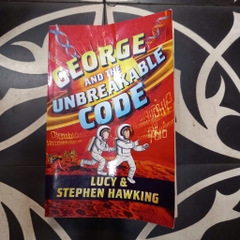 GEORGE
AND THE
UNBREAKABLE
CODE
LUCY &
STEPHEN HAWKING